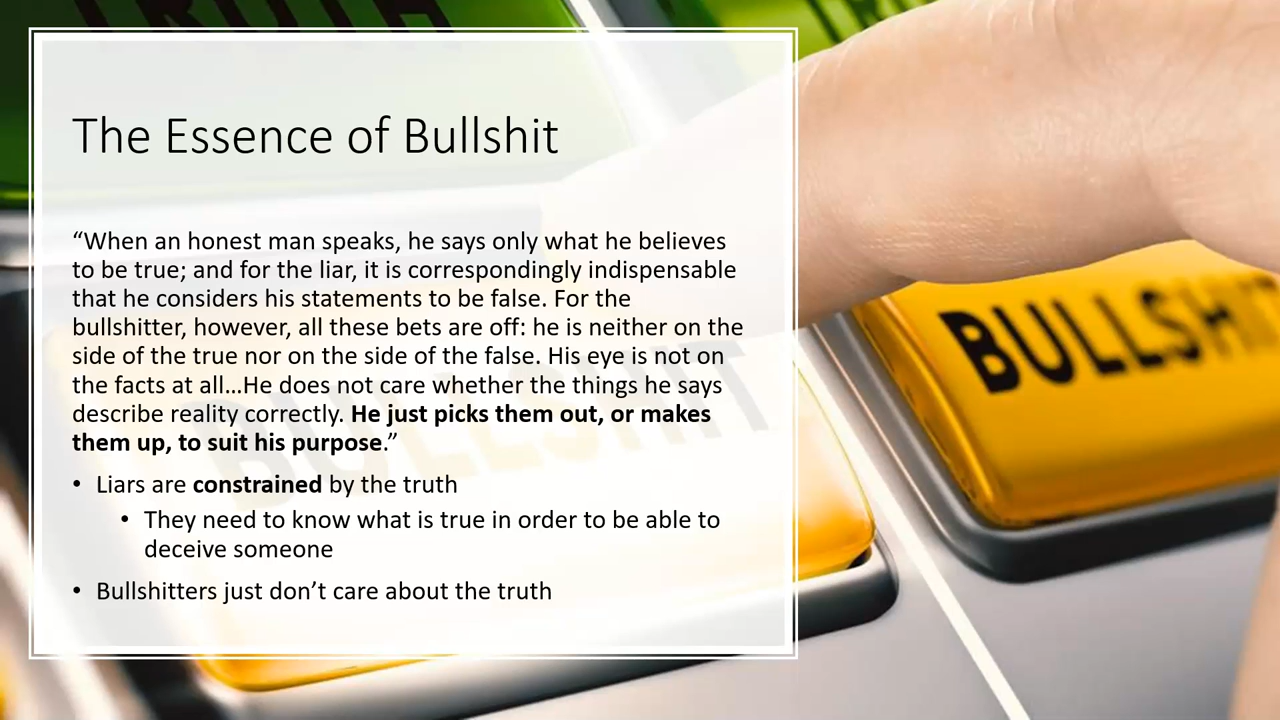 TRUTH
The Essence of Bullshit
“When an honest man speaks, he says only what he believes
to be true; and for the liar, it is correspondingly indispensable
that he considers his statements to be false. For the
bullshitter, however, all these bets are off: he is neither on the
side of the true nor on the side of the false. His eye is not on
the facts at all…He does not care whether the things he says
describe reality correctly. He just picks them out, or makes
them up, to suit his purpose.”
• Liars are constrained by the truth
• They need to know what is true in order to be able to
deceive someone
• Bullshitters just don’t care about the truth
BULLSHIT
BULLSHIT